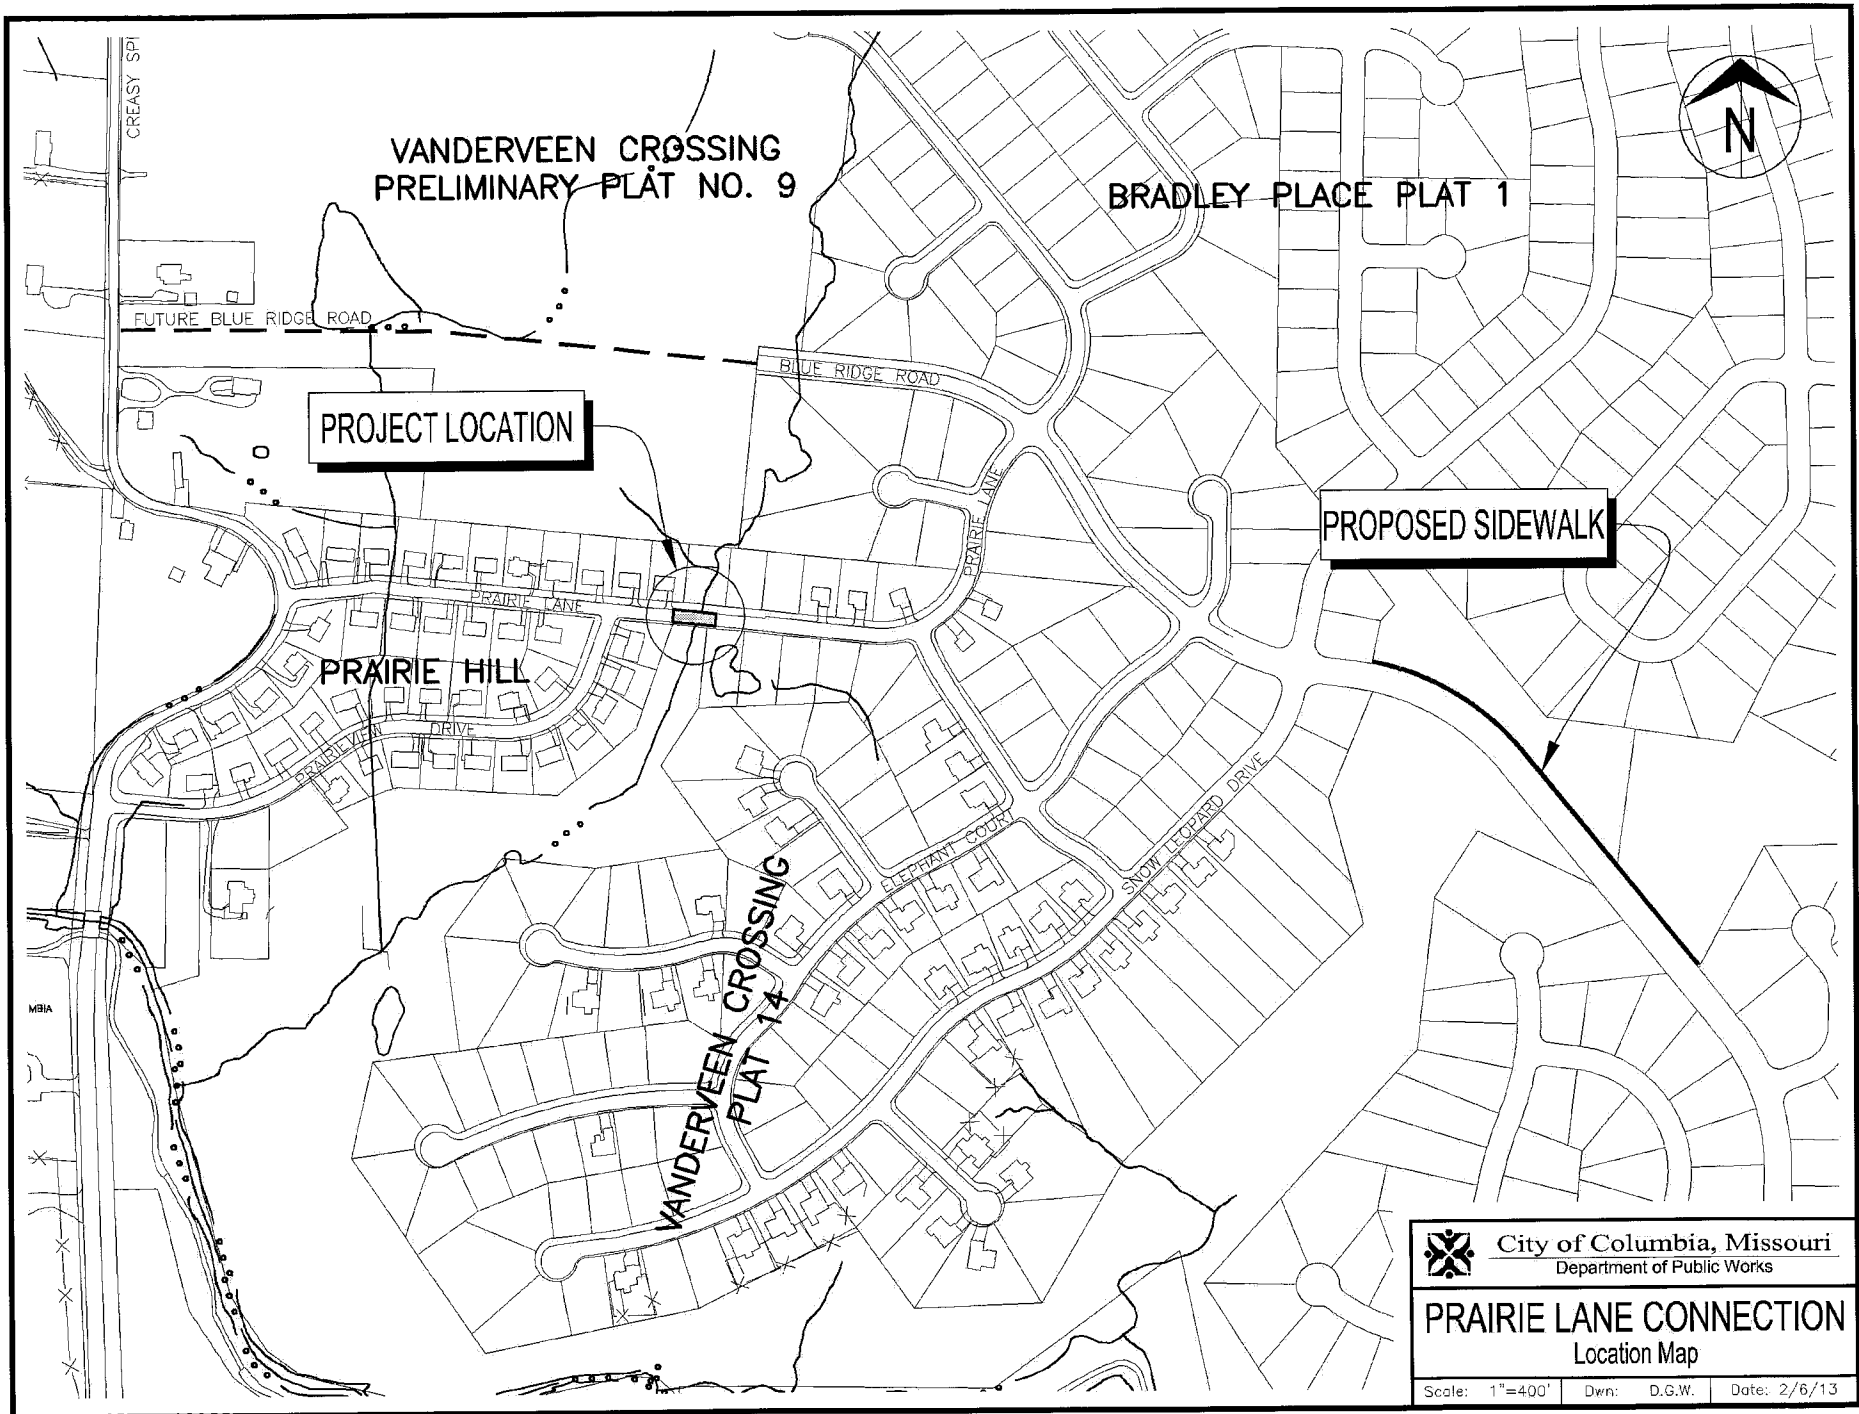 CREASY SPI
VANDERVEEN CROSSING
PRELIMINARY PLAT NO. 9
BRADLEY PLACE PLAT 1
N
FUTURE BLUE RIDGE ROAD
BLUE RIDGE ROAD
PROJECT LOCATION
PRAIRIE LANE
PROPOSED SIDEWALK
PRAIRIE LANE
PRAIRIE HILL
PRAIRIEVIEW DRIVE
SNOW LEOPARD DRIVE
ELEPHANT COURT
VANDERVEEN CROSSING
PLAT 14
City of Columbia, Missouri
Department of Public Works
PRAIRIE LANE CONNECTION
Location Map
Scale: 1"=400' Dwn: D.G.W. Date: 2/6/13